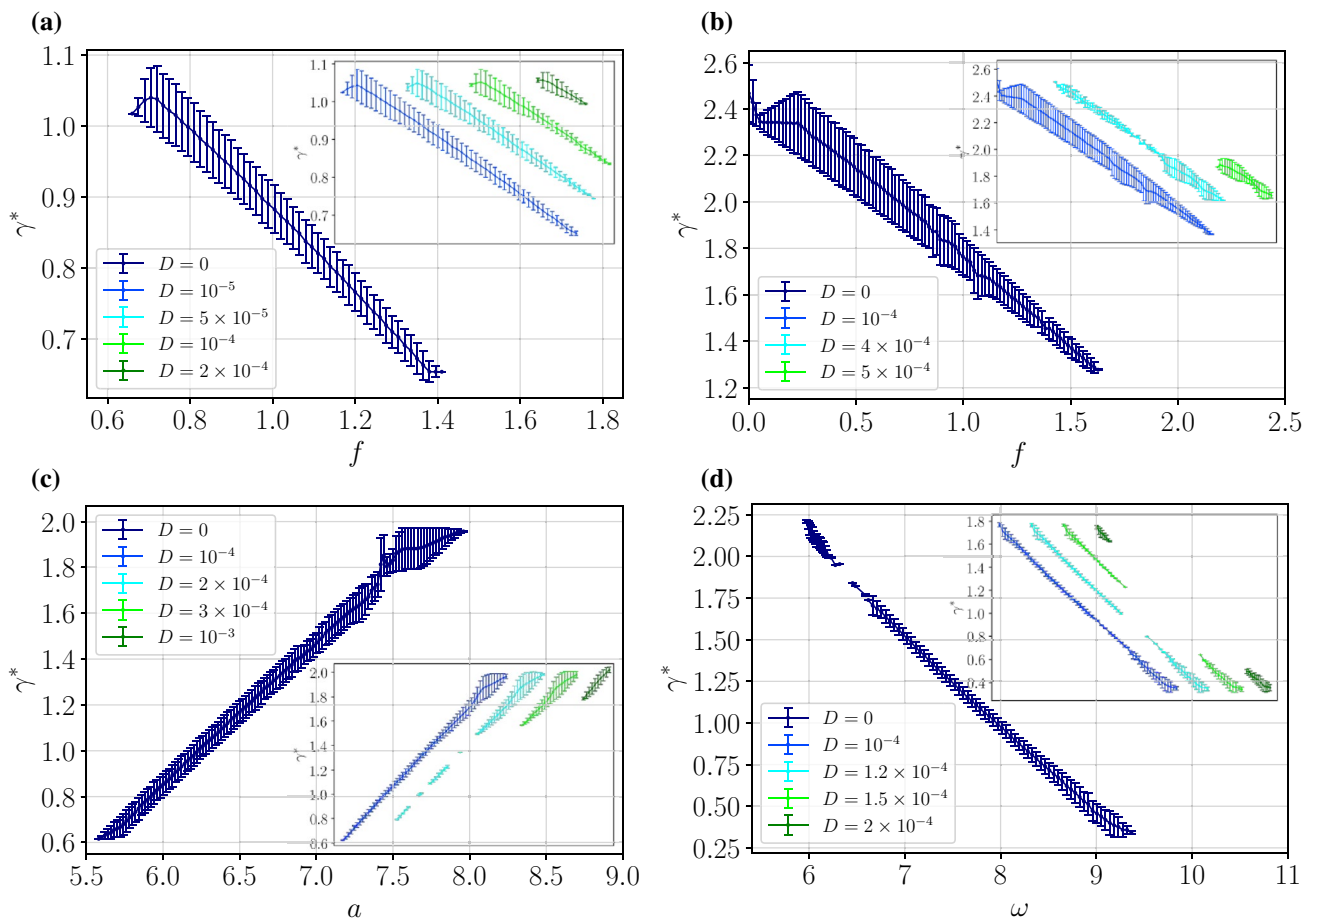 (a)
1.1
1.0
0.9
0.8
0.7
γ*
0.6 0.8 1.0 1.2 1.4 1.6 1.8
f
D = 0
D = 10⁻⁵
D = 5 × 10⁻⁵
D = 10⁻⁴
D = 2 × 10⁻⁴
1.1
1.0
0.9
0.8
0.7
γ*
(b)
2.6
2.4
2.2
2.0
1.8
1.6
1.4
1.2
γ*
0.0 0.5 1.0 1.5 2.0 2.5
f
D = 0
D = 10⁻⁴
D = 4 × 10⁻⁴
D = 5 × 10⁻⁴
2.6
2.4
2.2
2.0
1.8
1.6
1.4
γ*
(c)
2.0
1.8
1.6
1.4
1.2
1.0
0.8
0.6
γ*
5.5 6.0 6.5 7.0 7.5 8.0 8.5 9.0
a
D = 0
D = 10⁻⁴
D = 2 × 10⁻⁴
D = 3 × 10⁻⁴
D = 10⁻³
2.0
1.8
1.6
1.4
1.2
1.0
0.8
0.6
γ*
(d)
2.25
2.00
1.75
1.50
1.25
1.00
0.75
0.50
0.25
γ*
6 7 8 9 10 11
ω
D = 0
D = 10⁻⁴
D = 1.2 × 10⁻⁴
D = 1.5 × 10⁻⁴
D = 2 × 10⁻⁴
1.8
1.6
1.4
1.2
1.0
0.8
0.6
0.4
γ*